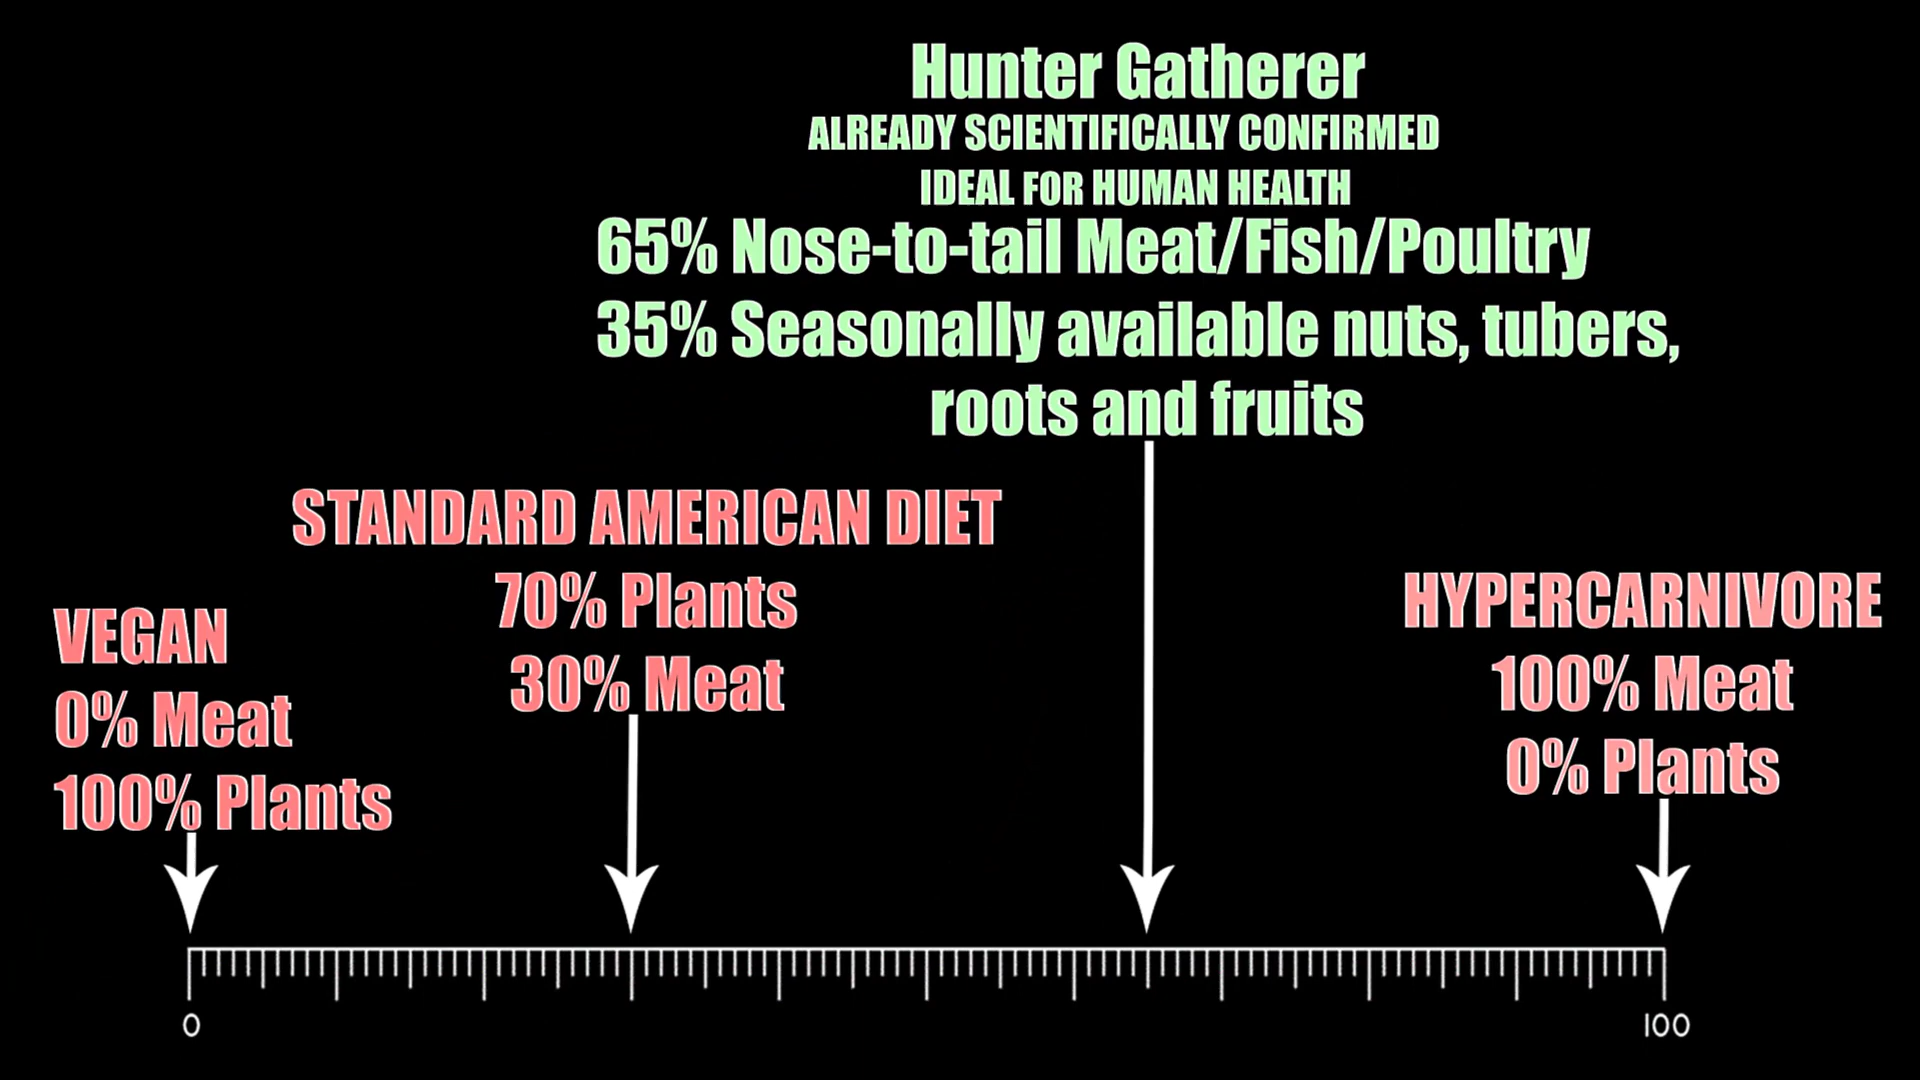 Hunter Gatherer
ALREADY SCIENTIFICALLY CONFIRMED
IDEAL FOR HUMAN HEALTH
65% Nose-to-tail Meat/Fish/Poultry
35% Seasonally available nuts, tubers,
roots and fruits
STANDARD AMERICAN DIET
70% Plants
30% Meat
VEGAN
0% Meat
100% Plants
HYPERCARNIVORE
100% Meat
0% Plants
0
100